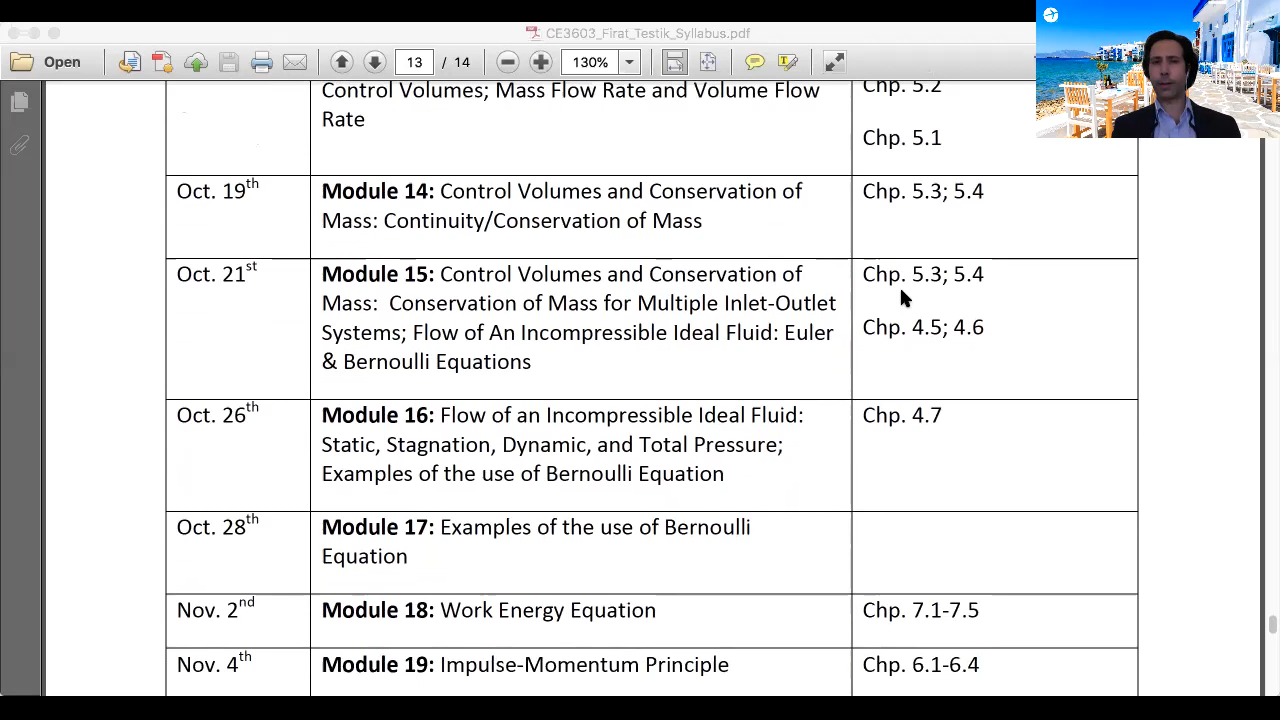 CE3603_Firat_Testik_Syllabus.pdf
Open
13 / 14
130%
Control Volumes; Mass Flow Rate and Volume Flow
Rate
Chp. 5.2
Chp. 5.1
Oct. 19th
Module 14: Control Volumes and Conservation of
Mass: Continuity/Conservation of Mass
Chp. 5.3; 5.4
Oct. 21st
Module 15: Control Volumes and Conservation of
Mass:  Conservation of Mass for Multiple Inlet-Outlet
Systems; Flow of An Incompressible Ideal Fluid: Euler
& Bernoulli Equations
Chp. 5.3; 5.4
Chp. 4.5; 4.6
Oct. 26th
Module 16: Flow of an Incompressible Ideal Fluid:
Static, Stagnation, Dynamic, and Total Pressure;
Examples of the use of Bernoulli Equation
Chp. 4.7
Oct. 28th
Module 17: Examples of the use of Bernoulli
Equation
Nov. 2nd
Module 18: Work Energy Equation
Chp. 7.1-7.5
Nov. 4th
Module 19: Impulse-Momentum Principle
Chp. 6.1-6.4